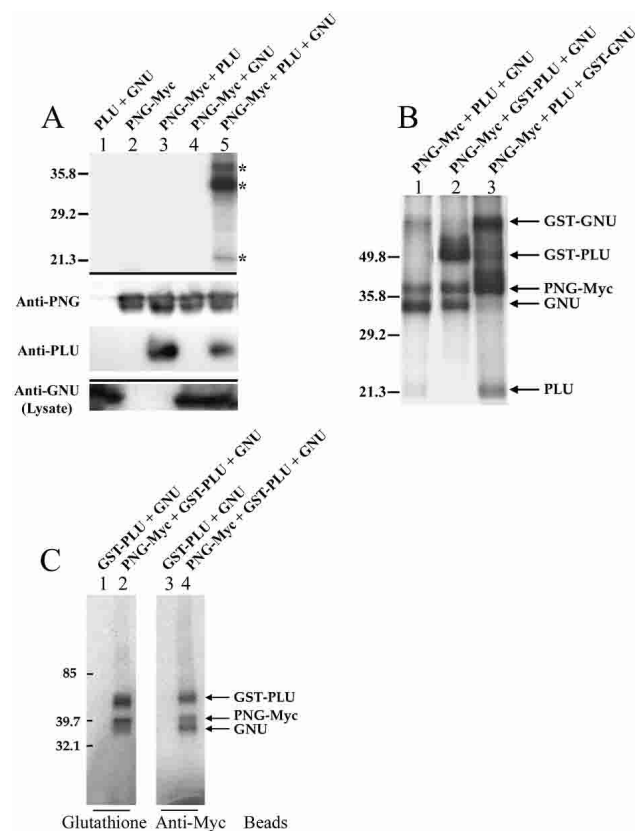 A
PLU + GNU
PNG-Myc
PNG-Myc + PLU
PNG-Myc + GNU
PNG-Myc + PLU + GNU
1 2 3 4 5
35.8
29.2
21.3
*
*
*
Anti-PNG
Anti-PLU
Anti-GNU
(Lysate)
B
PNG-Myc + PLU + GNU
PNG-Myc + GST-PLU + GNU
PNG-Myc + PLU + GST-GNU
1 2 3
49.8
35.8
29.2
21.3
GST-GNU
GST-PLU
PNG-Myc
GNU
PLU
C
GST-PLU + GNU
PNG-Myc + GST-PLU + GNU
GST-PLU + GNU
PNG-Myc + GST-PLU + GNU
1 2 3 4
85
39.7
32.1
GST-PLU
PNG-Myc
GNU
Glutathione Anti-Myc Beads